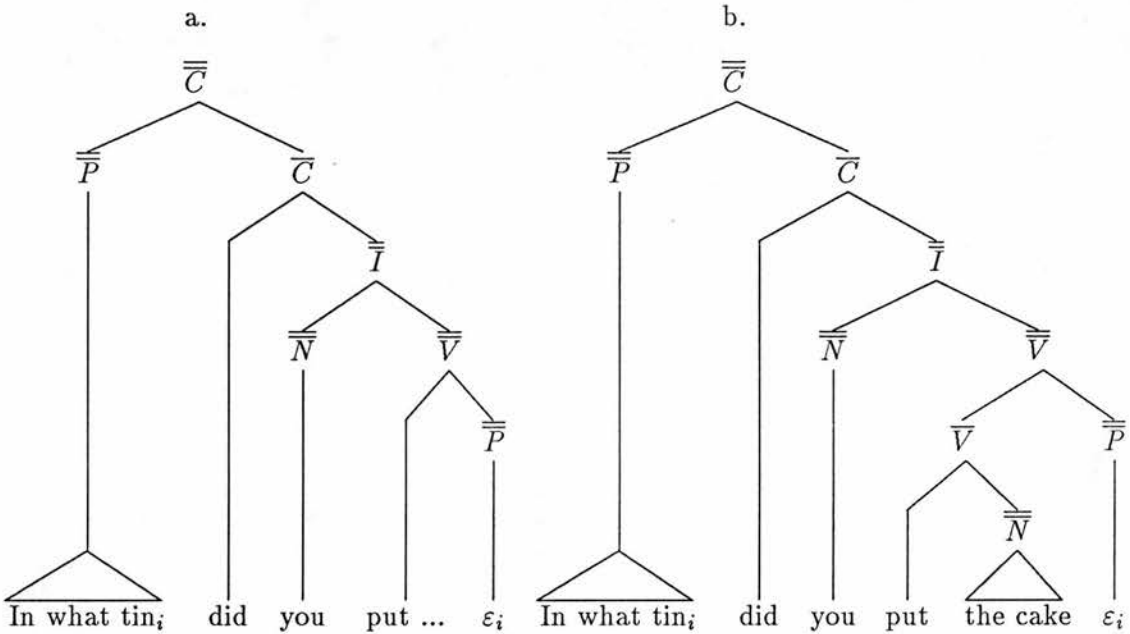 a. b.
C̿ C̿
P̿ C̅ P̿ C̅
I̿ I̿
N̿ V̿ N̿ V̿
P̿ V̅ P̿
N̿
In what tinᵢ did you put ... εᵢ In what tinᵢ did you put the cake εᵢ